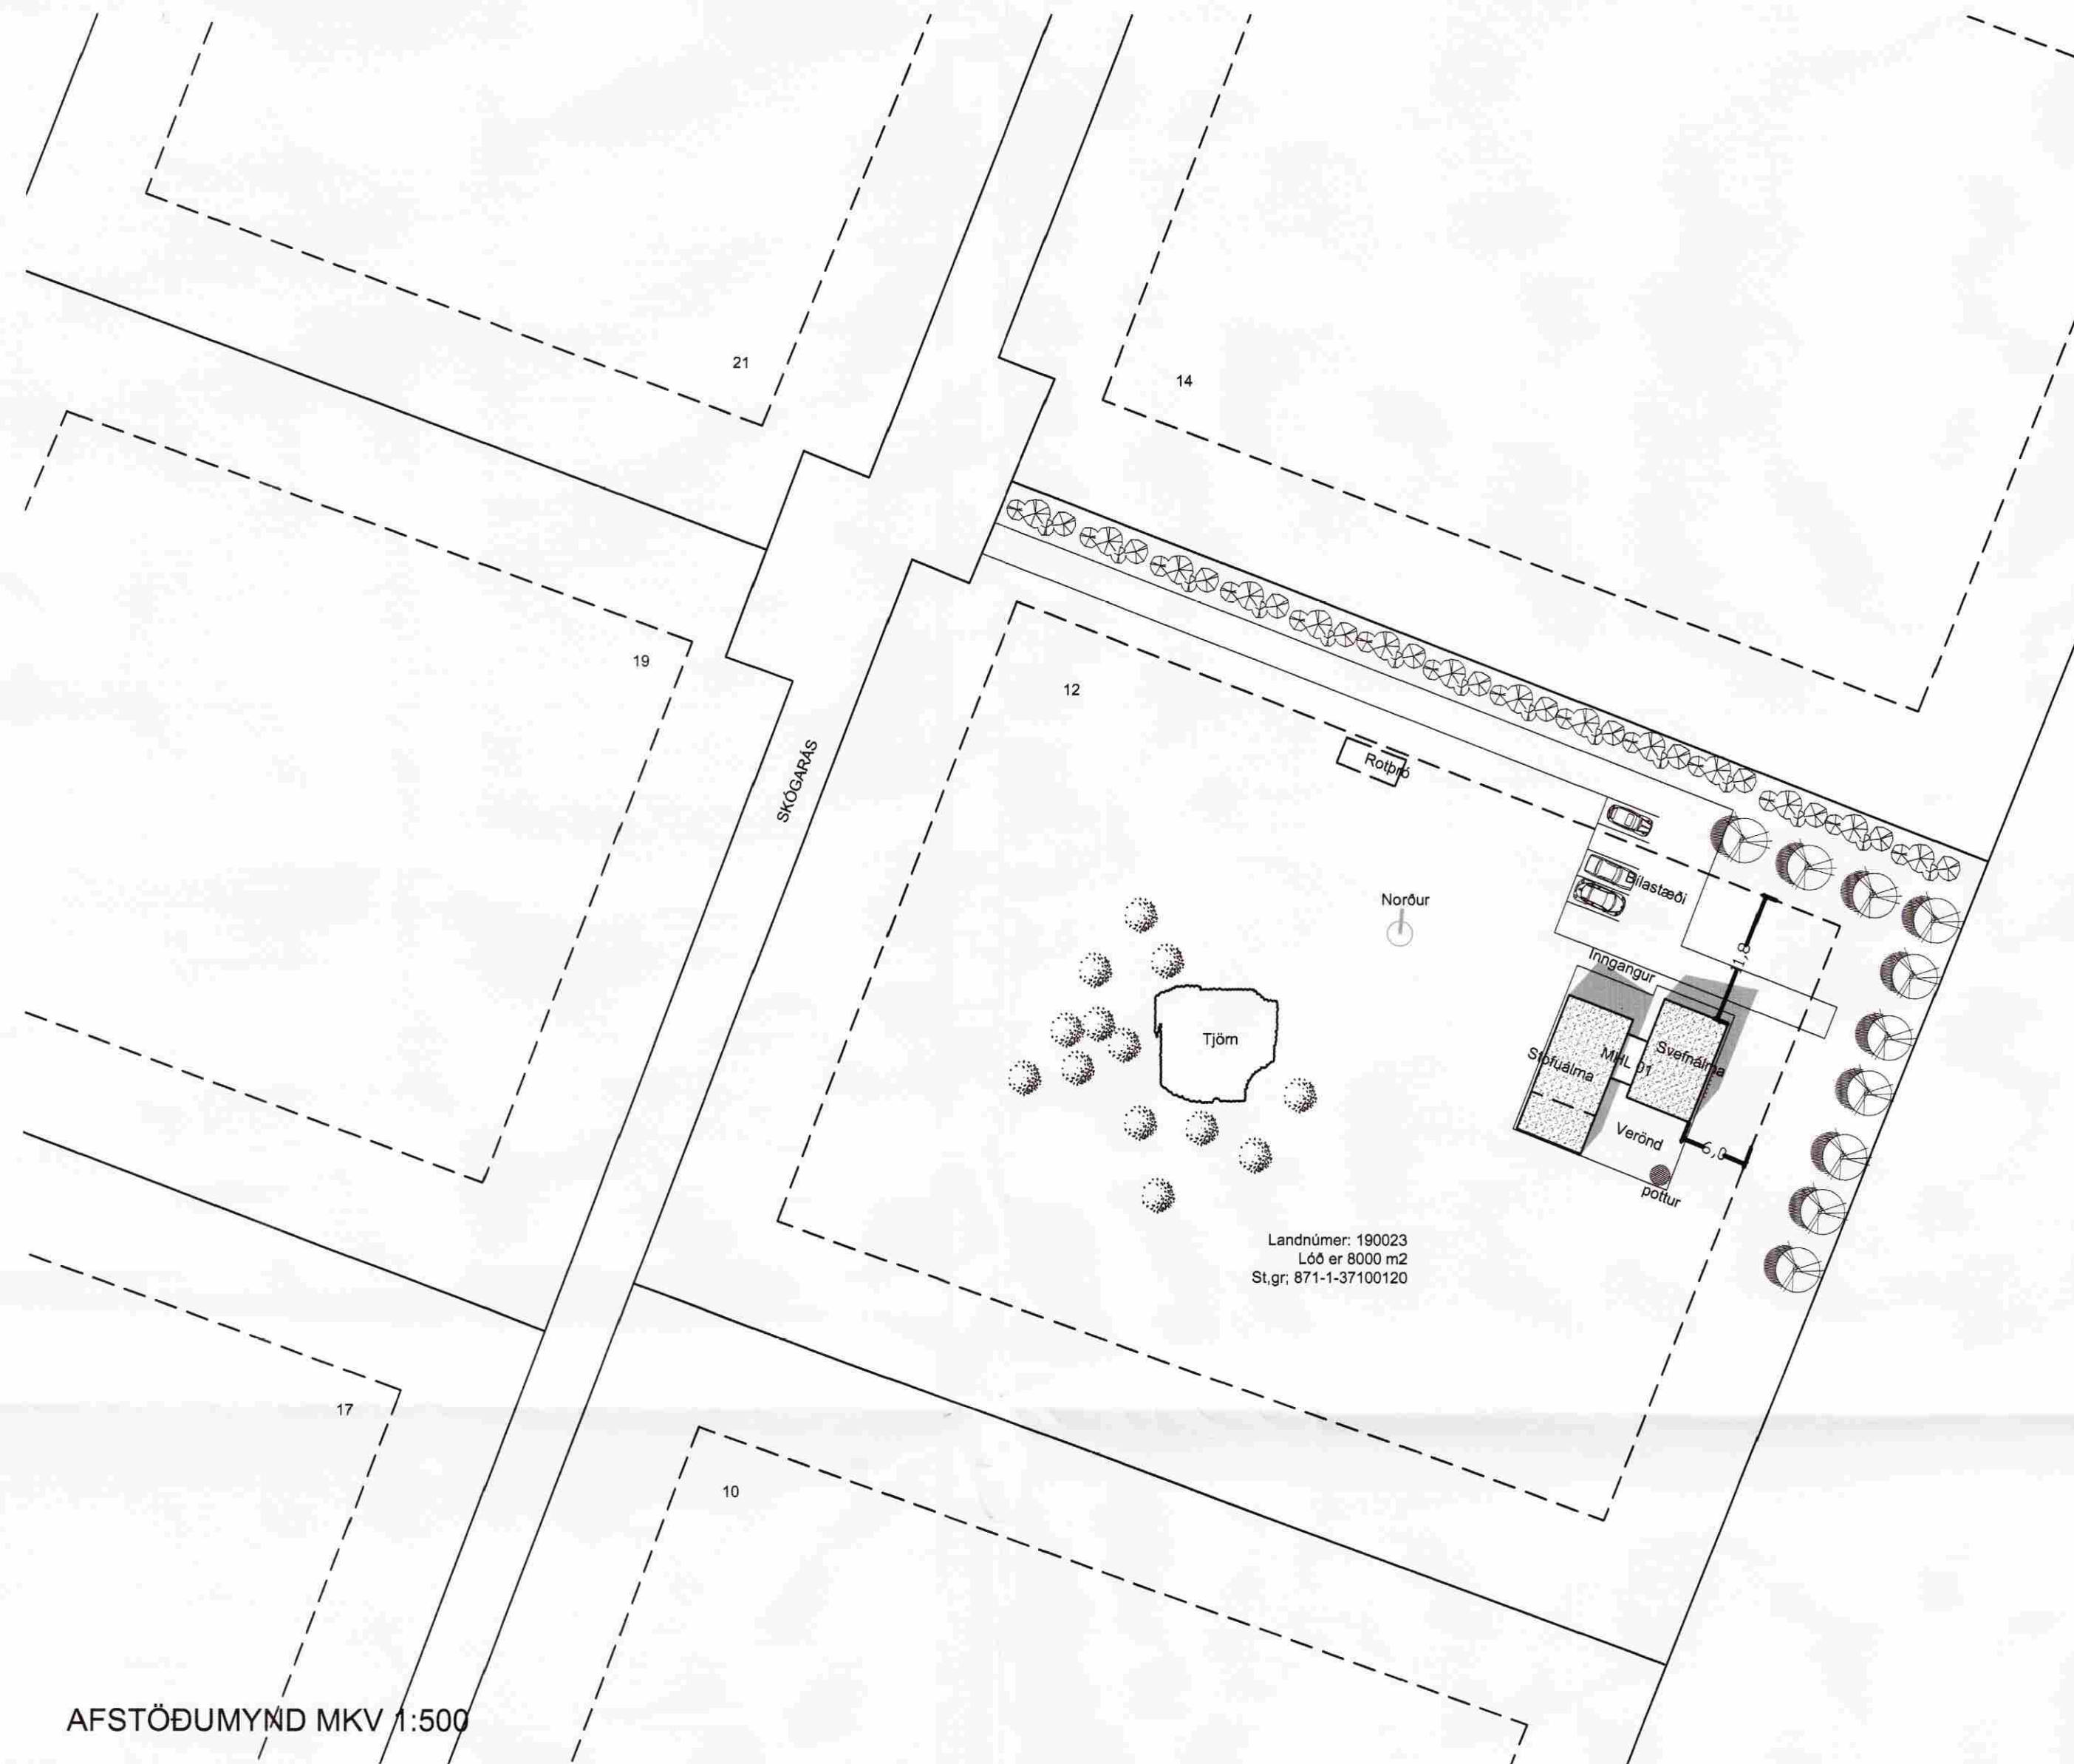 21
14
19
12
SKÓGARÁS
Rotþró
Bílastæði
Norður
11,8
Inngangur
Tjörn
Stofuálma
MHL 01
Svefnálma
Verönd
6,0
pottur
Landnúmer: 190023
Lóð er 8000 m2
St,gr; 871-1-37100120
17
10
AFSTÖÐUMYND MKV 1:500